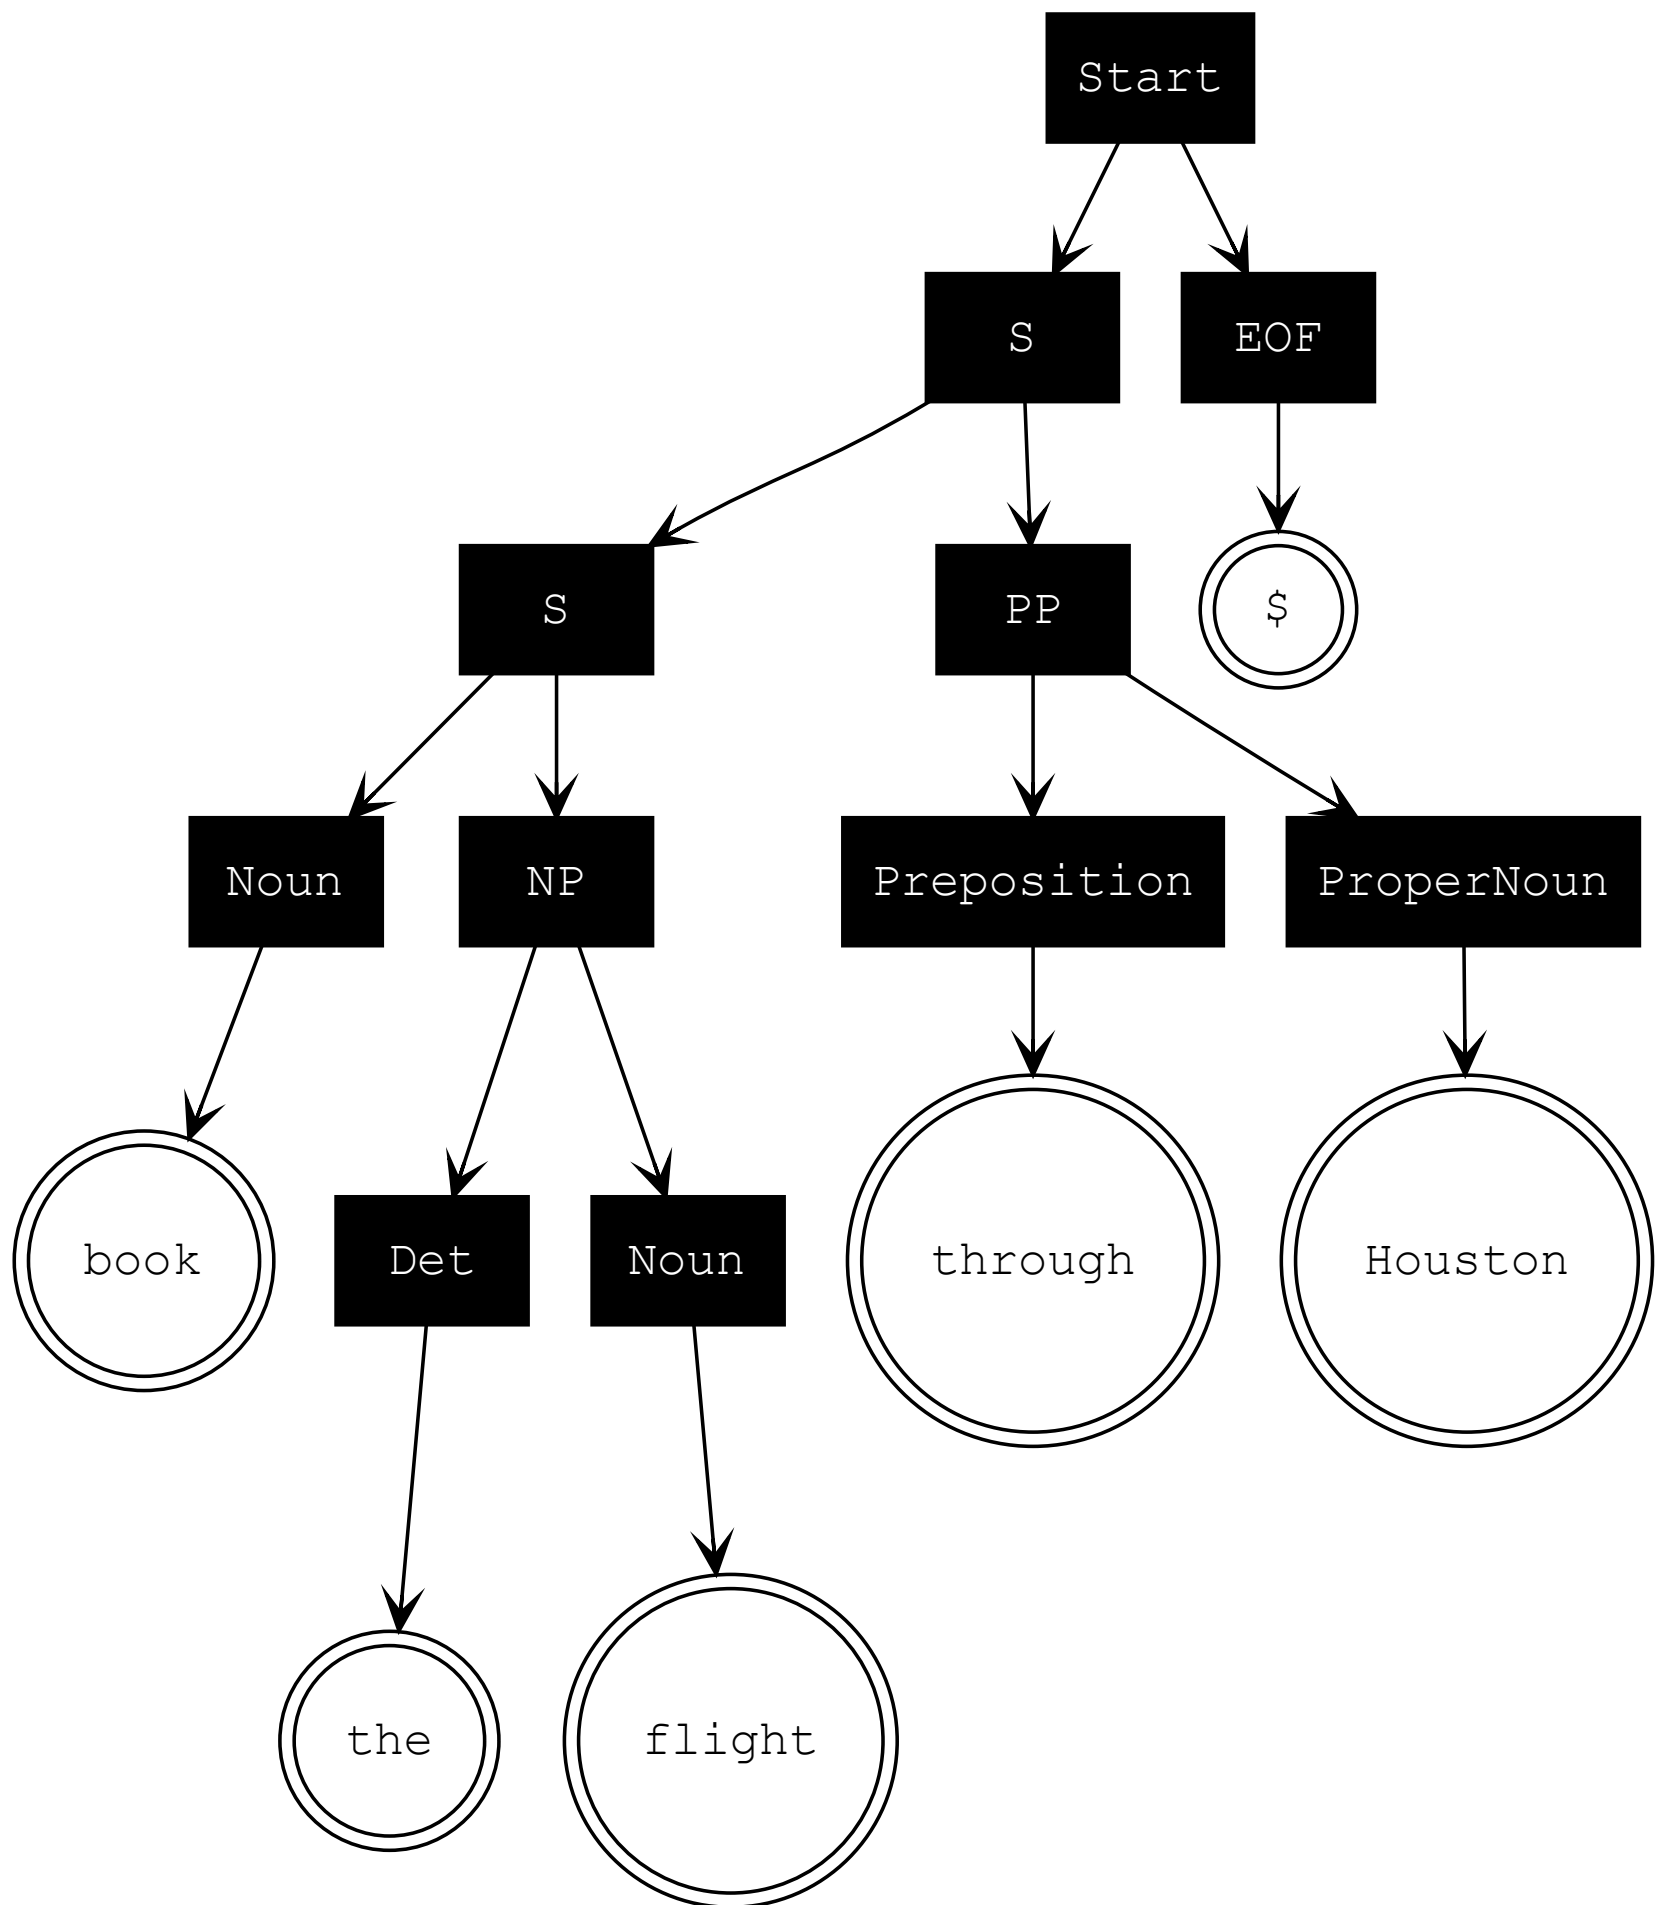 Start
S
EOF
S
PP
$
Noun
NP
Preposition
ProperNoun
book
Det
Noun
through
Houston
the
flight